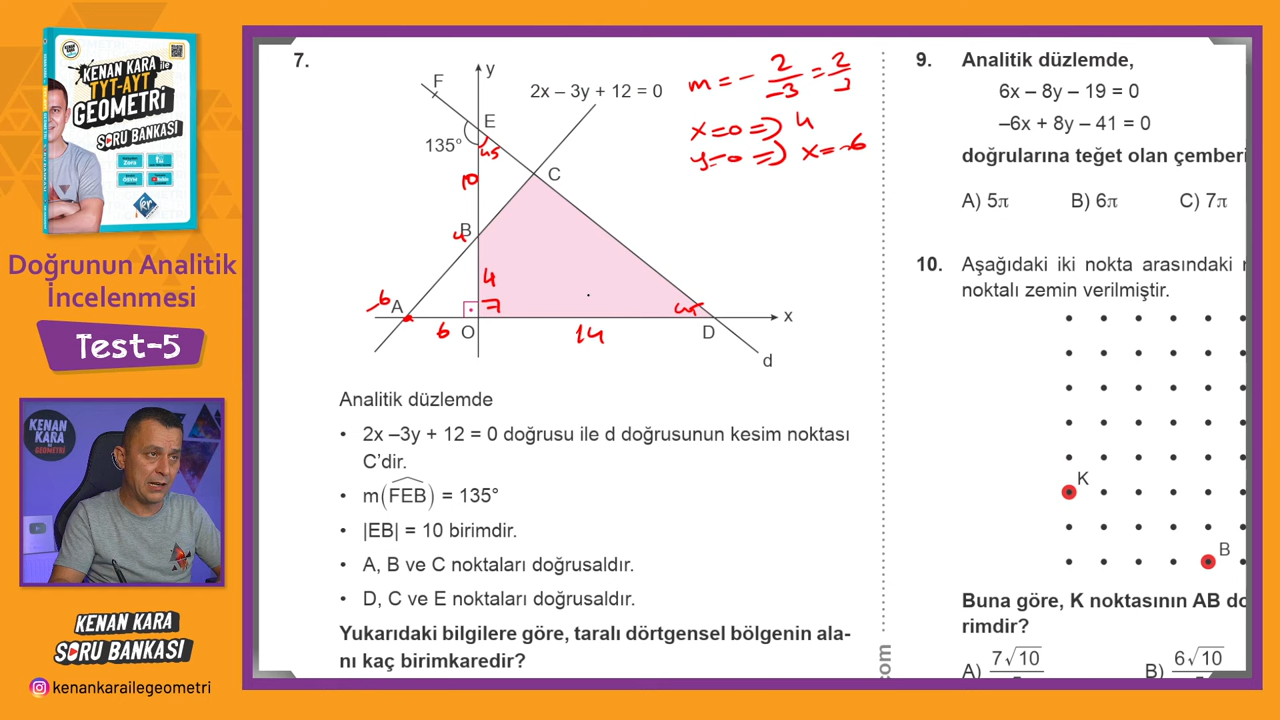 KENAN KARA ile
TYT-AYT
GEOMETRİ
SORU BANKASI
Doğrunun Analitik
İncelenmesi
Test-5
KENAN
KARA
GEOMETRİ
KENAN KARA
SORU BANKASI
kenankarailegeometri
7.
F
y
2x – 3y + 12 = 0
E
135°
45
C
10
B
4
4
-6
A
7
45
x
6
O
14
D
d
m = - 2/-3 = 2/3
x=0 => 4
y=0 => x=-6
Analitik düzlemde
• 2x –3y + 12 = 0 doğrusu ile d doğrusunun kesim noktası
C'dir.
• m(FEB) = 135°
• |EB| = 10 birimdir.
• A, B ve C noktaları doğrusaldır.
• D, C ve E noktaları doğrusaldır.
Yukarıdaki bilgilere göre, taralı dörtgensel bölgenin ala-
nı kaç birimkaredir?
com
9. Analitik düzlemde,
6x – 8y – 19 = 0
–6x + 8y – 41 = 0
doğrularına teğet olan çemberi
A) 5π B) 6π C) 7π
10. Aşağıdaki iki nokta arasındaki
noktalı zemin verilmiştir.
K
B
Buna göre, K noktasının AB do
rimdir?
A) 7√10 B) 6√10